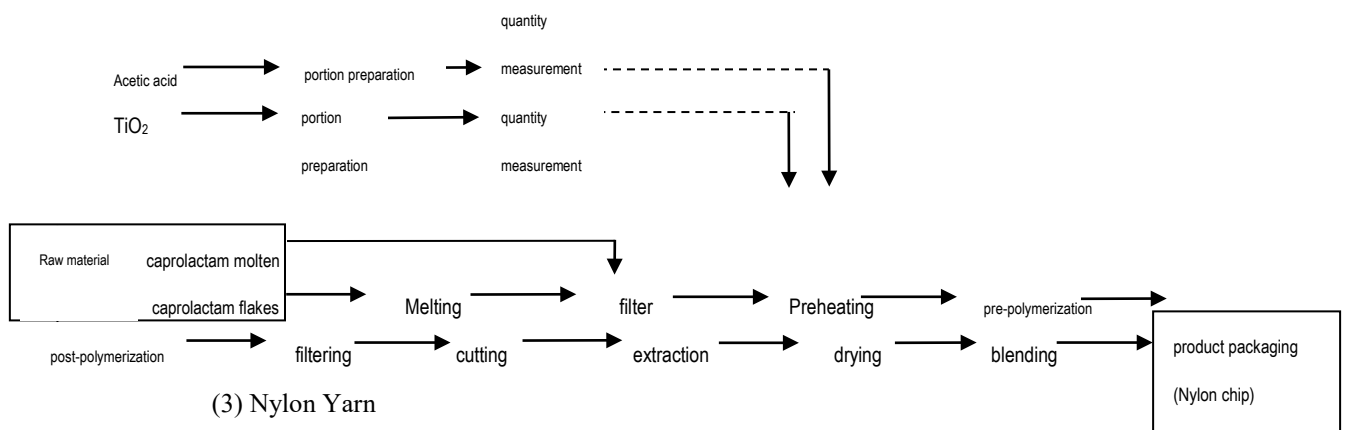 quantity
Acetic acid portion preparation measurement
TiO₂ portion quantity
preparation measurement
Raw material caprolactam molten
caprolactam flakes Melting filter Preheating pre-polymerization
post-polymerization filtering cutting extraction drying blending product packaging
(Nylon chip)
(3) Nylon Yarn